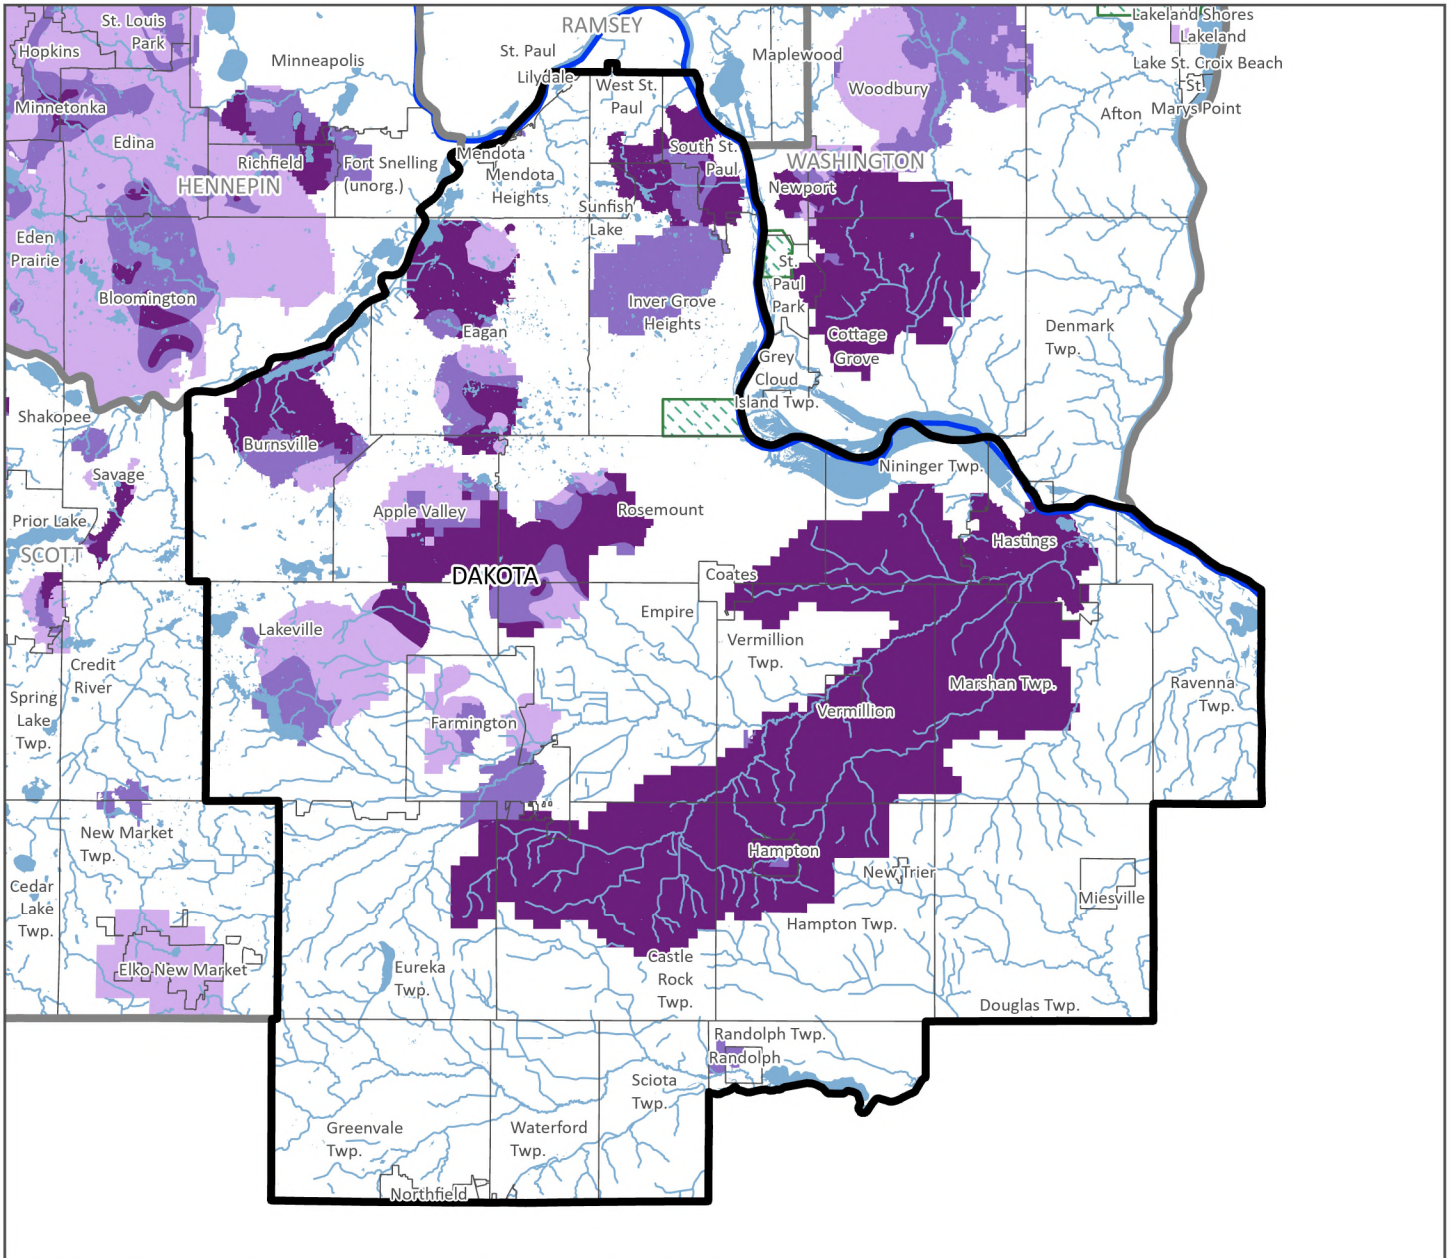 St. Louis
Park
Hopkins
Minneapolis
Minnetonka
Edina
Richfield
HENNEPIN
Fort Snelling
(unorg.)
Eden
Prairie
Bloomington
RAMSEY
St. Paul
Lilydale
West St.
Paul
Maplewood
Woodbury
Lakeland Shores
Lakeland
Lake St. Croix Beach
St.
Marys Point
Afton
Mendota
Mendota
Heights
South St.
Paul
Sunfish
Lake
WASHINGTON
Newport
Inver Grove
Heights
Eagan
St.
Paul
Park
Cottage
Grove
Denmark
Twp.
Grey
Cloud
Island Twp.
Shakopee
Savage
Burnsville
Prior Lake
SCOTT
Apple Valley
Rosemount
Nininger Twp.
Hastings
DAKOTA
Coates
Empire
Lakeville
Vermillion
Twp.
Credit
River
Spring
Lake
Twp.
Farmington
Vermillion
Marshan Twp.
Ravenna
Twp.
New Market
Twp.
Cedar
Lake
Twp.
Elko New Market
Hampton
New Trier
Miesville
Hampton Twp.
Eureka
Twp.
Castle
Rock
Twp.
Douglas Twp.
Randolph Twp.
Randolph
Sciota
Twp.
Greenvale
Twp.
Waterford
Twp.
Northfield